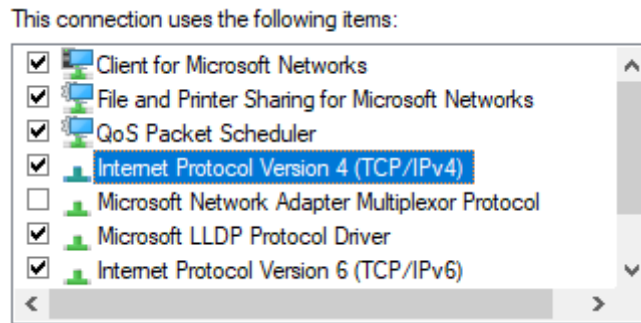 This connection uses the following items:
Client for Microsoft Networks
File and Printer Sharing for Microsoft Networks
QoS Packet Scheduler
Internet Protocol Version 4 (TCP/IPv4)
Microsoft Network Adapter Multiplexor Protocol
Microsoft LLDP Protocol Driver
Internet Protocol Version 6 (TCP/IPv6)